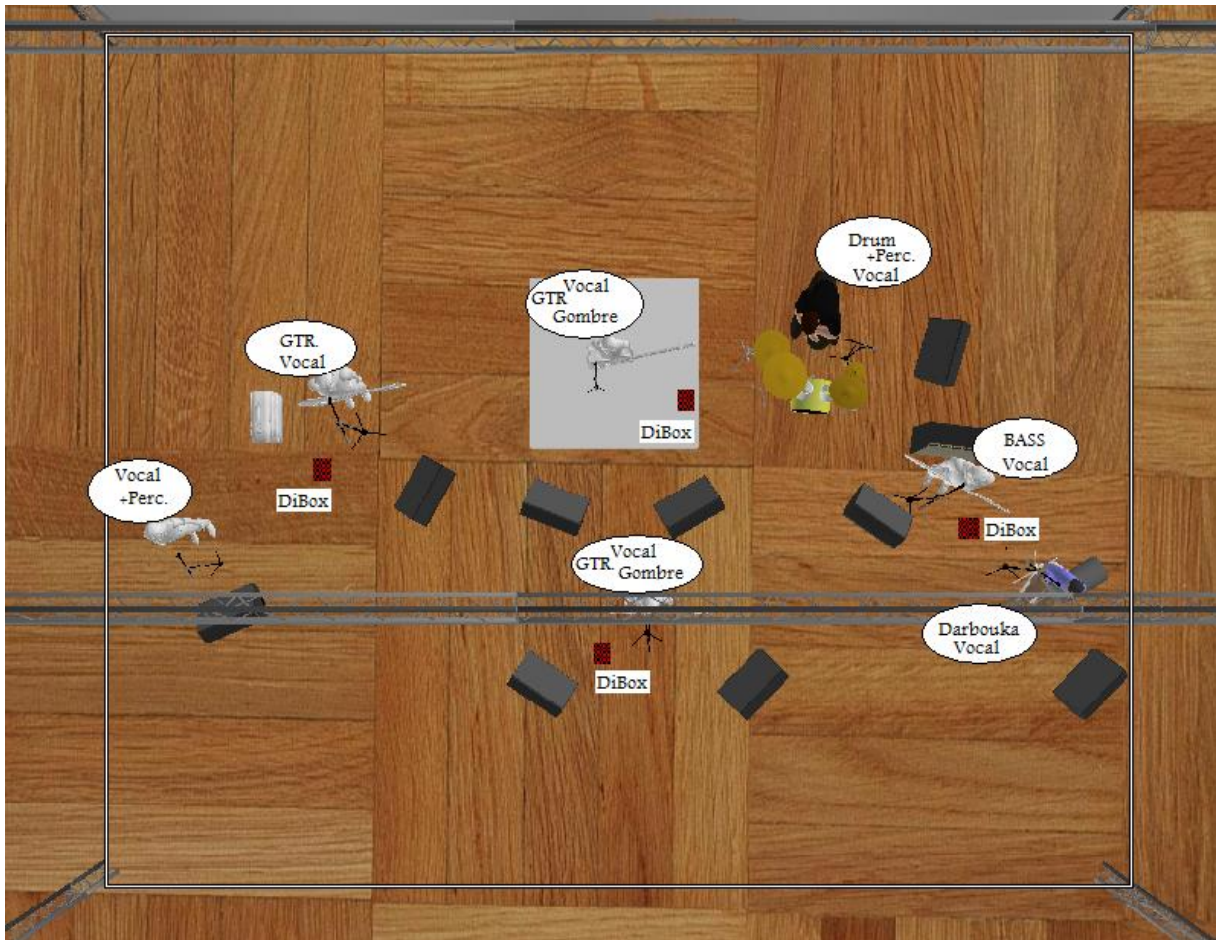 Drum
+Perc.
Vocal
Vocal
GTR
Gombre
GTR.
Vocal
DiBox
BASS
Vocal
Vocal
+Perc.
DiBox
DiBox
Vocal
GTR. Gombre
Darbouka
Vocal
DiBox